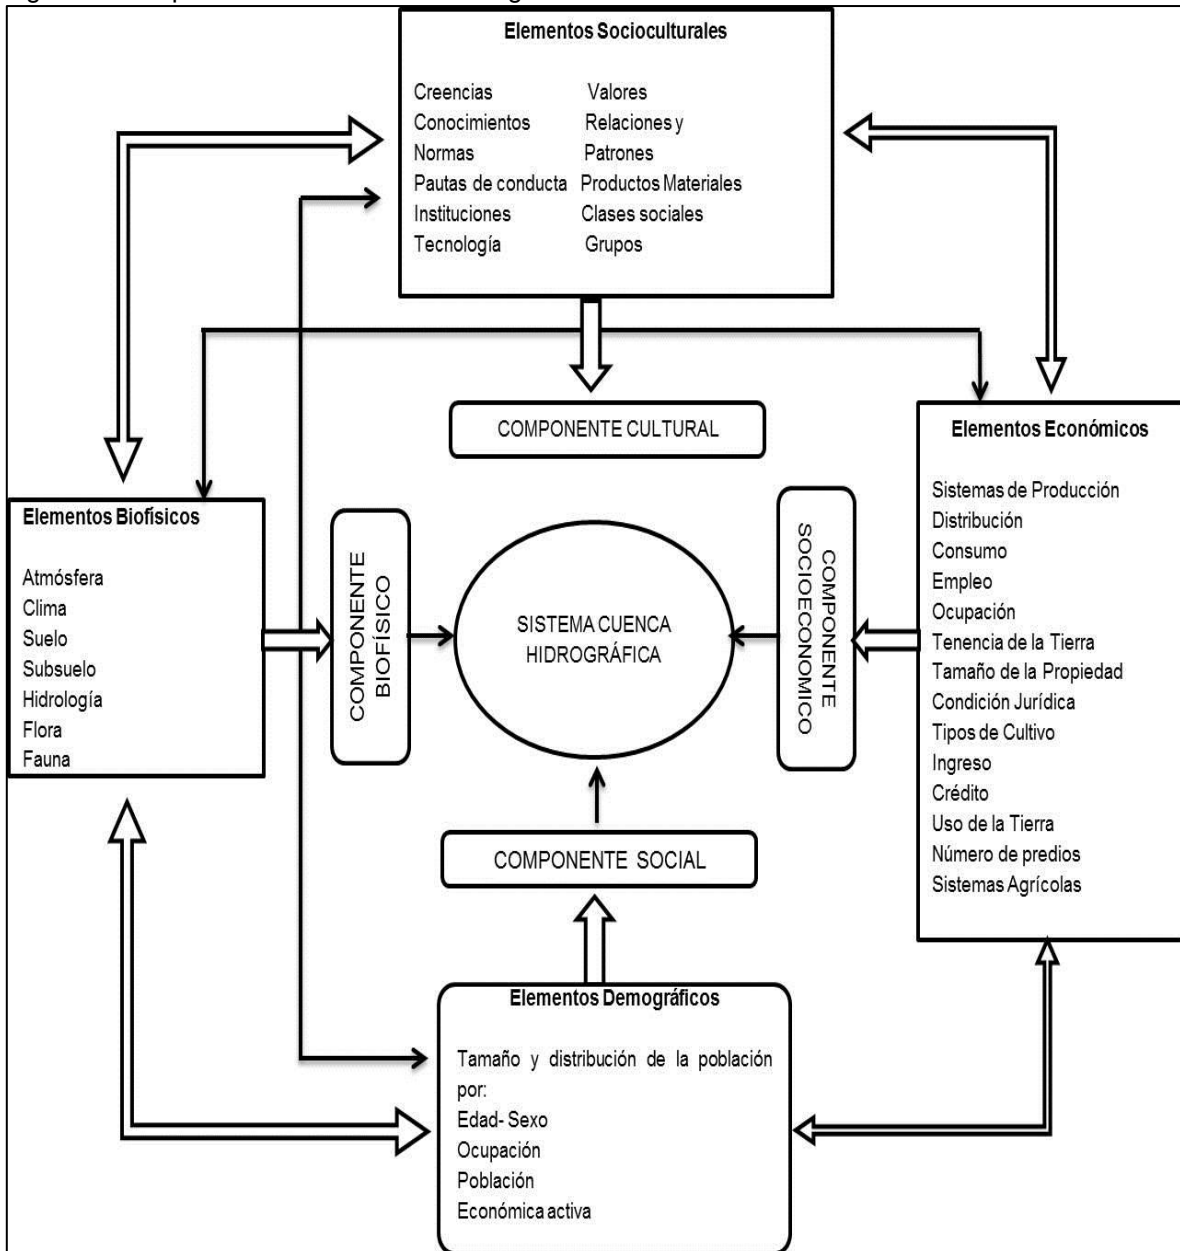 Elementos Socioculturales
Creencias Valores
Conocimientos Relaciones y
Normas Patrones
Pautas de conducta Productos Materiales
Instituciones Clases sociales
Tecnología Grupos
COMPONENTE CULTURAL
Elementos Biofísicos
Atmósfera
Clima
Suelo
Subsuelo
Hidrología
Flora
Fauna
COMPONENTE
BIOFÍSICO
SISTEMA CUENCA
HIDROGRÁFICA
COMPONENTE
SOCIOECONOMICO
Elementos Económicos
Sistemas de Producción
Distribución
Consumo
Empleo
Ocupación
Tenencia de la Tierra
Tamaño de la Propiedad
Condición Jurídica
Tipos de Cultivo
Ingreso
Crédito
Uso de la Tierra
Número de predios
Sistemas Agrícolas
COMPONENTE SOCIAL
Elementos Demográficos
Tamaño y distribución de la población
por:
Edad- Sexo
Ocupación
Población
Económica activa